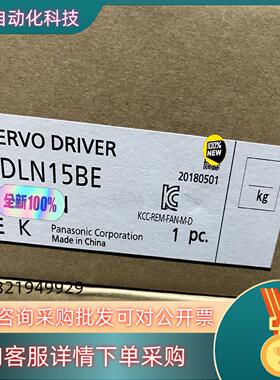 自动化科技
ERVO DRIVER
DLN15BE
100% NEW
20180501
KC
KCC-REM-FAN-M-D
kg
全新100%
N
E K
Panasonic Corporation
Made in China
1 pc.
321949929
咨询采购批发可对公开票
客服详情下单采购